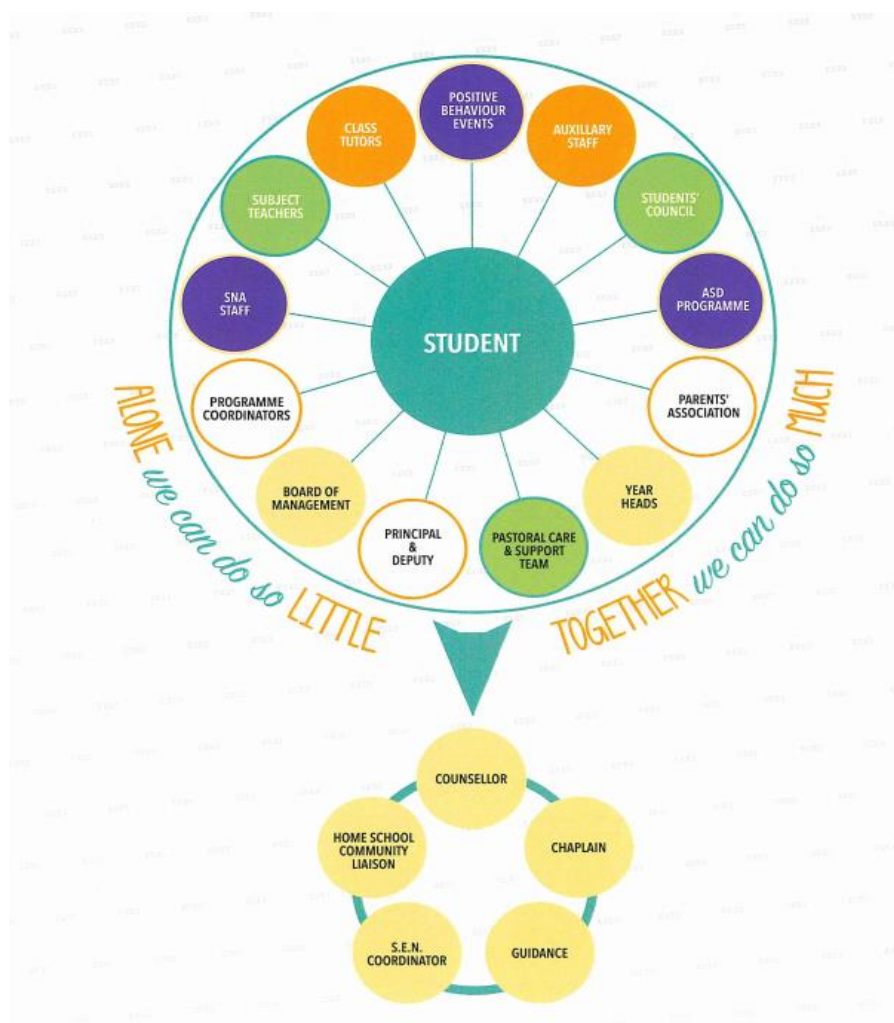 POSITIVE
BEHAVIOUR
EVENTS
AUXILLARY
STAFF
STUDENTS'
COUNCIL
ASD
PROGRAMME
PARENTS'
ASSOCIATION
YEAR
HEADS
PASTORAL CARE
& SUPPORT
TEAM
PRINCIPAL
&
DEPUTY
BOARD OF
MANAGEMENT
PROGRAMME
COORDINATORS
SNA
STAFF
SUBJECT
TEACHERS
CLASS
TUTORS
STUDENT
ALONE we can do so LITTLE
TOGETHER we can do so MUCH
COUNSELLOR
CHAPLAIN
GUIDANCE
S.E.N.
COORDINATOR
HOME SCHOOL
COMMUNITY
LIAISON